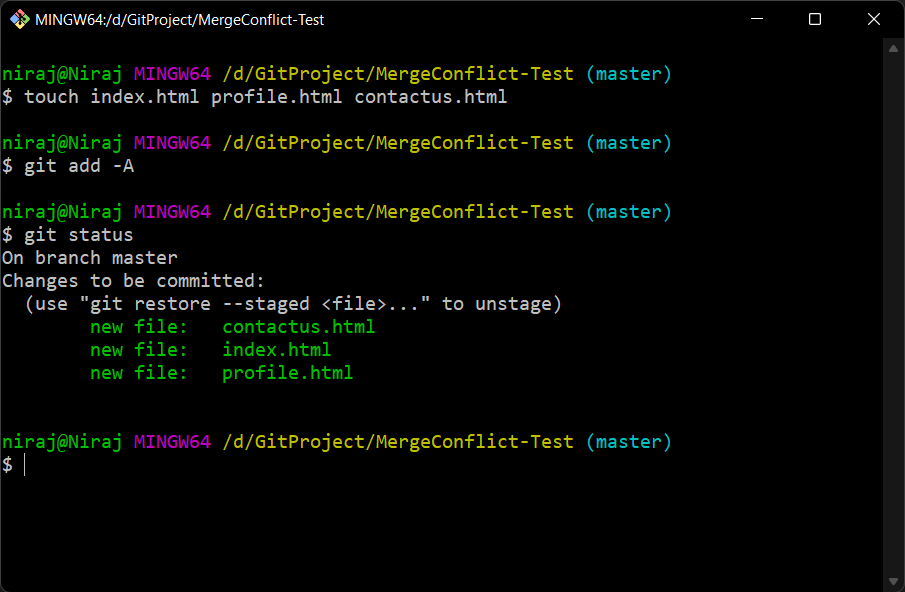 MINGW64:/d/GitProject/MergeConflict-Test
niraj@Niraj MINGW64 /d/GitProject/MergeConflict-Test (master)
$ touch index.html profile.html contactus.html
niraj@Niraj MINGW64 /d/GitProject/MergeConflict-Test (master)
$ git add -A
niraj@Niraj MINGW64 /d/GitProject/MergeConflict-Test (master)
$ git status
On branch master
Changes to be committed:
  (use "git restore --staged <file>..." to unstage)
        new file:   contactus.html
        new file:   index.html
        new file:   profile.html
niraj@Niraj MINGW64 /d/GitProject/MergeConflict-Test (master)
$